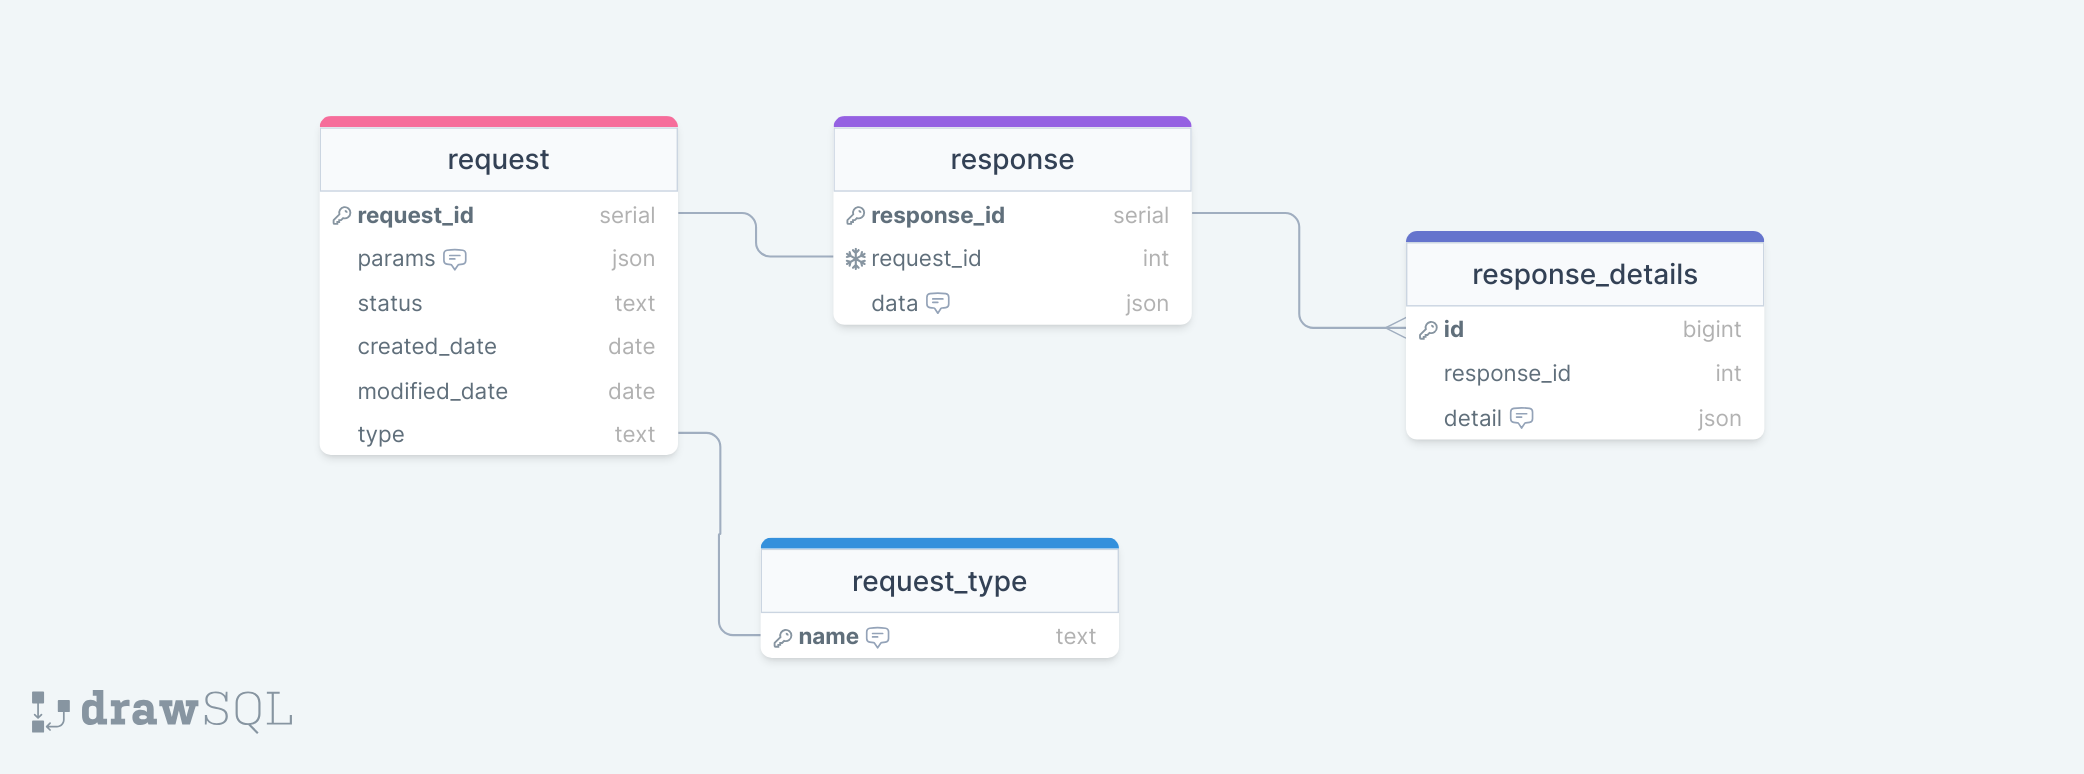 request
request_id serial
params json
status text
created_date date
modified_date date
type text
response
response_id serial
request_id int
data json
response_details
id bigint
response_id int
detail json
request_type
name text
drawSQL